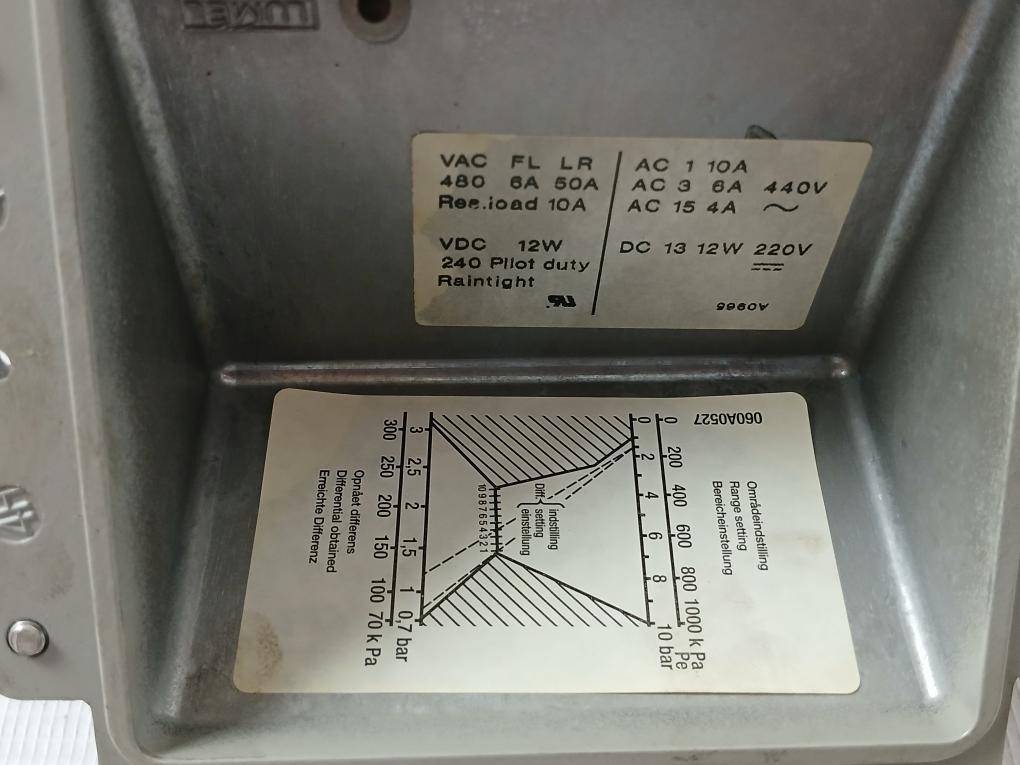 LUMEL
VAC FL LR
480 6A 50A
Res.load 10A
VDC 12W
240 Pilot duty
Raintight
AC 1 10A
AC 3 6A 440V
AC 15 4A ~
DC 13 12W 220V
060A0527
Områdeindstilling
Range setting
Bereicheinstellung
0 200 400 600 800 1000 k Pa
Pe
0 2 4 6 8 10 bar
Diff. { indstilling
setting
einstellung
10 9 8 7 6 5 4 3 2 1
3 2,5 2 1,5 1 0,7 bar
300 250 200 150 100 70 k Pa
Opnået differens
Differential obtained
Erreichte Differenz